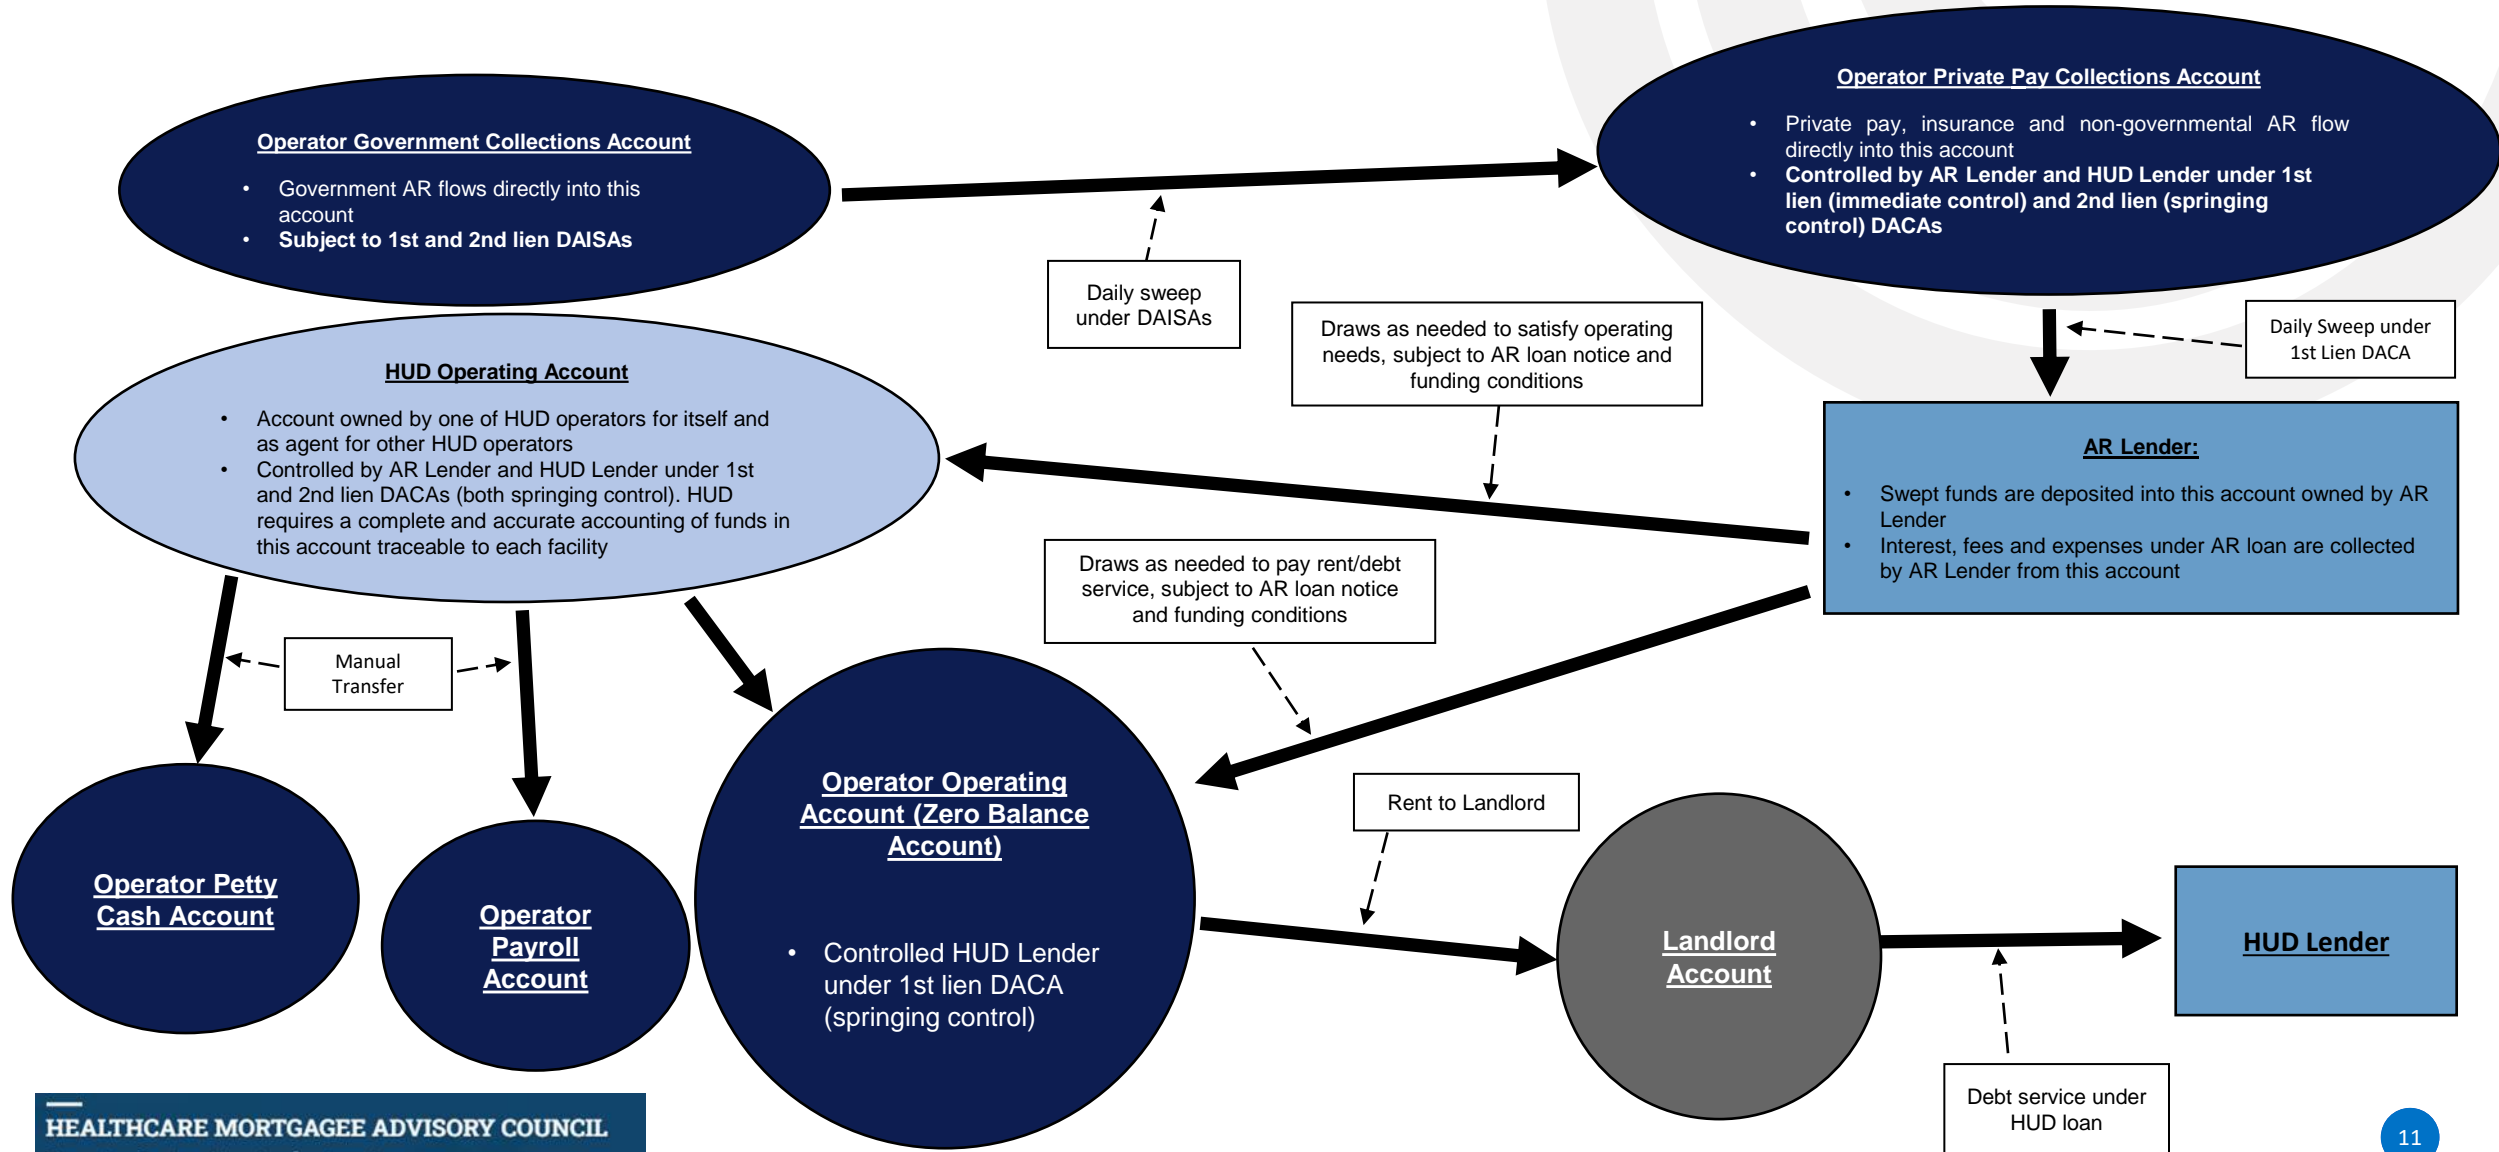 Operator Government Collections Account
• Government AR flows directly into this
account
• Subject to 1st and 2nd lien DAISAs
Operator Private Pay Collections Account
• Private pay, insurance and non-governmental AR flow
directly into this account
• Controlled by AR Lender and HUD Lender under 1st
lien (immediate control) and 2nd lien (springing
control) DACAs
Daily sweep
under DAISAs
Draws as needed to satisfy operating
needs, subject to AR loan notice and
funding conditions
Daily Sweep under
1st Lien DACA
HUD Operating Account
• Account owned by one of HUD operators for itself and
as agent for other HUD operators
• Controlled by AR Lender and HUD Lender under 1st
and 2nd lien DACAs (both springing control). HUD
requires a complete and accurate accounting of funds in
this account traceable to each facility
AR Lender:
• Swept funds are deposited into this account owned by AR
Lender
• Interest, fees and expenses under AR loan are collected
by AR Lender from this account
Draws as needed to pay rent/debt
service, subject to AR loan notice
and funding conditions
Manual
Transfer
Operator Petty
Cash Account
Operator
Payroll
Account
Operator Operating
Account (Zero Balance
Account)
• Controlled HUD Lender
under 1st lien DACA
(springing control)
Rent to Landlord
Landlord
Account
HUD Lender
Debt service under
HUD loan
HEALTHCARE MORTGAGEE ADVISORY COUNCIL
11